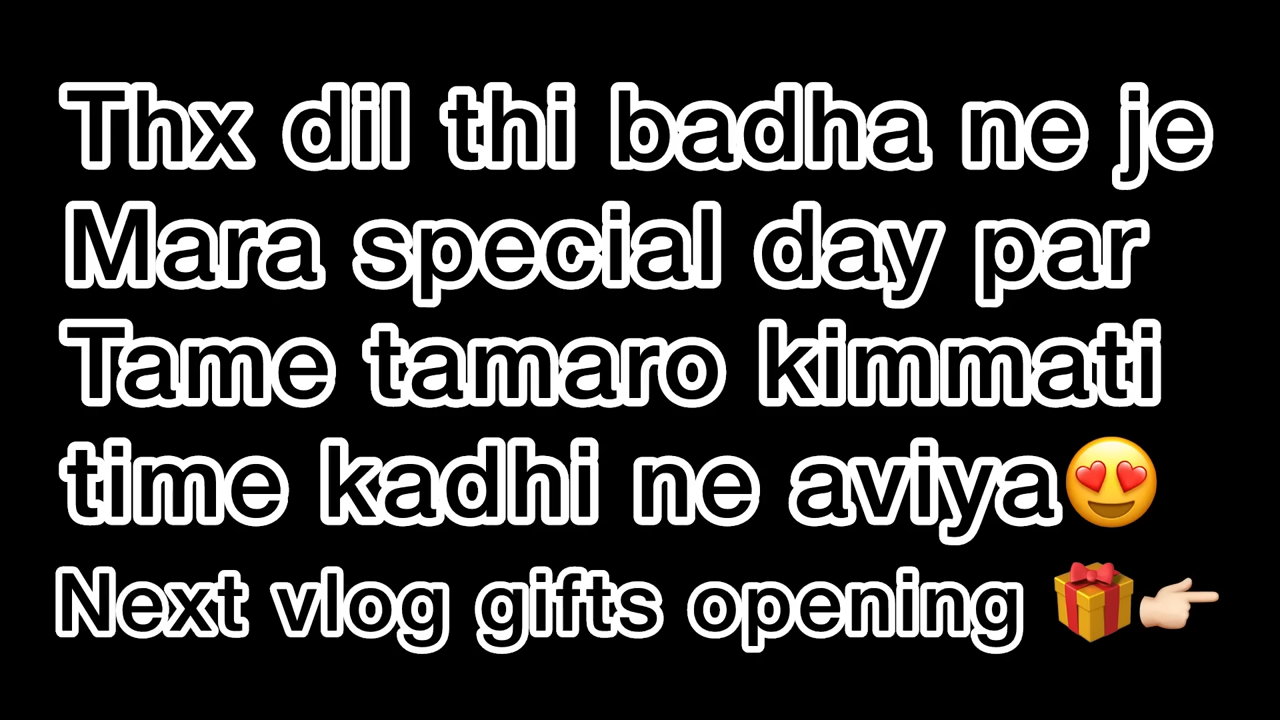 Thx dil thi badha ne je
Mara special day par
Tame tamaro kimmati
time kadhi ne aviya😍
Next vlog gifts opening 🎁👉🏻